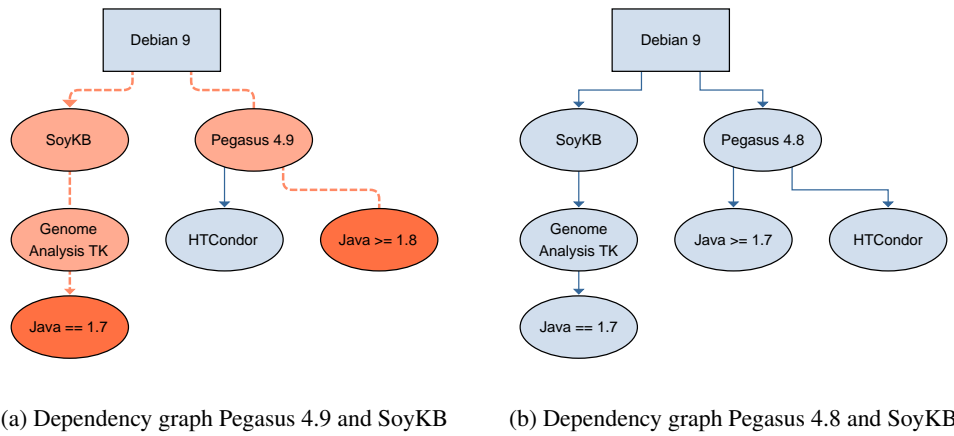 Debian 9
SoyKB
Pegasus 4.9
Genome
Analysis TK
HTCondor
Java >= 1.8
Java == 1.7
(a) Dependency graph Pegasus 4.9 and SoyKB
Debian 9
SoyKB
Pegasus 4.8
Genome
Analysis TK
Java >= 1.7
HTCondor
Java == 1.7
(b) Dependency graph Pegasus 4.8 and SoyKB